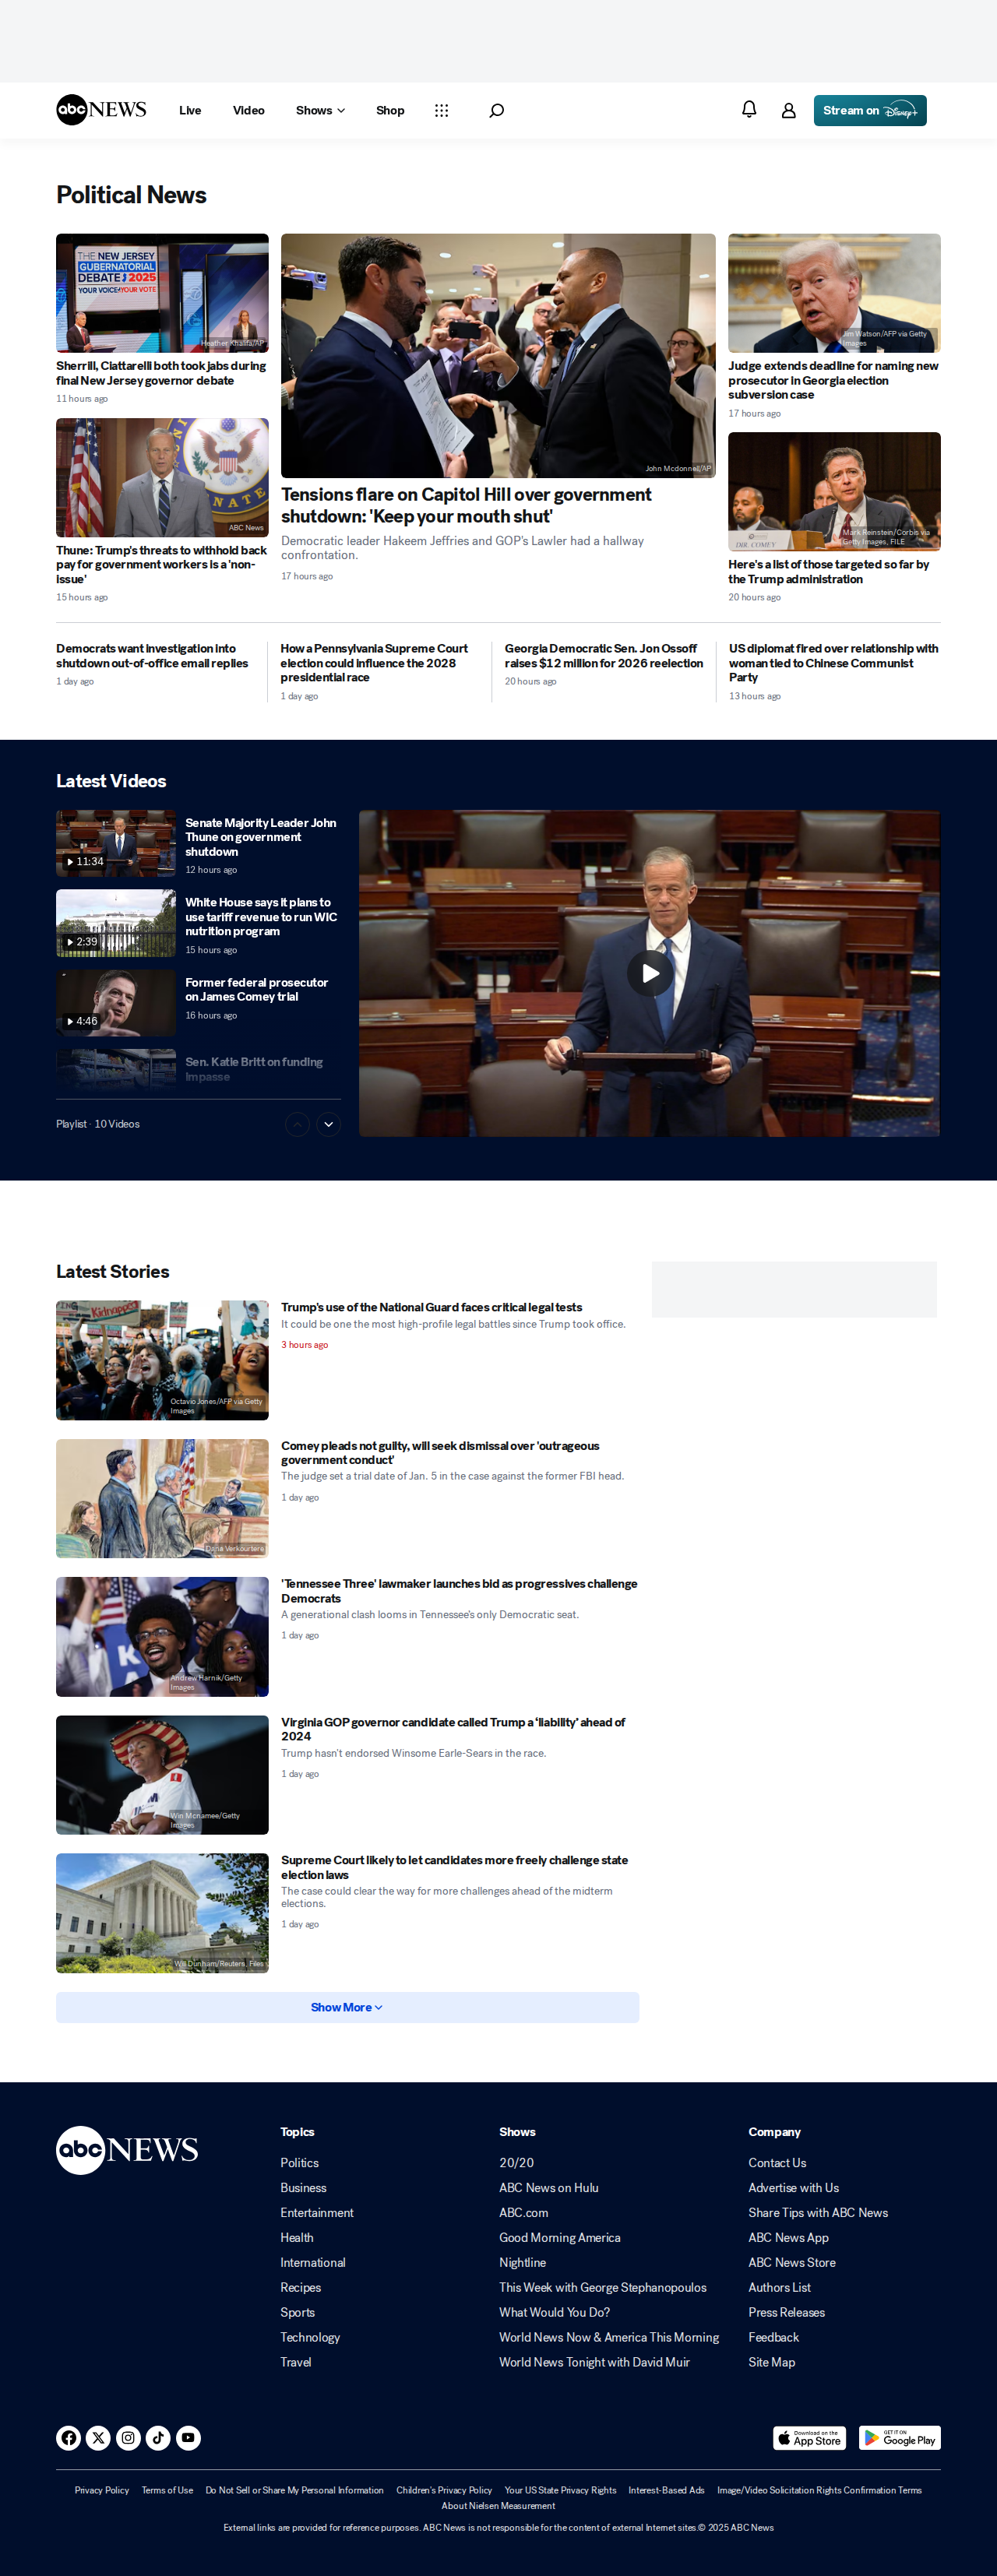 abc NEWS
Live
Video
Shows
Shop
Stream on Disney+
Political News
THE NEW JERSEY
GUBERNATORIAL
DEBATE 2025
YOUR VOICE YOUR VOTE
Heather Khalifa/AP
Sherrill, Ciattarelli both took jabs during
final New Jersey governor debate
11 hours ago
ABC News
Thune: Trump's threats to withhold back
pay for government workers is a 'non-
issue'
15 hours ago
John Mcdonnell/AP
Tensions flare on Capitol Hill over government
shutdown: 'Keep your mouth shut'
Democratic leader Hakeem Jeffries and GOP's Lawler had a hallway
confrontation.
17 hours ago
Jim Watson/AFP via Getty
Images
Judge extends deadline for naming new
prosecutor in Georgia election
subversion case
17 hours ago
DIR. COMEY
Mark Reinstein/Corbis via
Getty Images, FILE
Here's a list of those targeted so far by
the Trump administration
20 hours ago
Democrats want investigation into
shutdown out-of-office email replies
1 day ago
How a Pennsylvania Supreme Court
election could influence the 2028
presidential race
1 day ago
Georgia Democratic Sen. Jon Ossoff
raises $12 million for 2026 reelection
20 hours ago
US diplomat fired over relationship with
woman tied to Chinese Communist
Party
13 hours ago
Latest Videos
11:34
Senate Majority Leader John
Thune on government
shutdown
12 hours ago
2:39
White House says it plans to
use tariff revenue to run WIC
nutrition program
15 hours ago
4:46
Former federal prosecutor
on James Comey trial
16 hours ago
Sen. Katie Britt on funding
impasse
Playlist · 10 Videos
Latest Stories
Kidnapped
Octavio Jones/AFP via Getty
Images
Trump's use of the National Guard faces critical legal tests
It could be one the most high-profile legal battles since Trump took office.
3 hours ago
Dana Verkouteren
Comey pleads not guilty, will seek dismissal over 'outrageous
government conduct'
The judge set a trial date of Jan. 5 in the case against the former FBI head.
1 day ago
Andrew Harnik/Getty
Images
'Tennessee Three' lawmaker launches bid as progressives challenge
Democrats
A generational clash looms in Tennessee's only Democratic seat.
1 day ago
Win Mcnamee/Getty
Images
Virginia GOP governor candidate called Trump a ‘liability’ ahead of
2024
Trump hasn't endorsed Winsome Earle-Sears in the race.
1 day ago
Will Dunham/Reuters, Files
Supreme Court likely to let candidates more freely challenge state
election laws
The case could clear the way for more challenges ahead of the midterm
elections.
1 day ago
Show More
abc NEWS
Topics
Politics
Business
Entertainment
Health
International
Recipes
Sports
Technology
Travel
Shows
20/20
ABC News on Hulu
ABC.com
Good Morning America
Nightline
This Week with George Stephanopoulos
What Would You Do?
World News Now & America This Morning
World News Tonight with David Muir
Company
Contact Us
Advertise with Us
Share Tips with ABC News
ABC News App
ABC News Store
Authors List
Press Releases
Feedback
Site Map
Download on the
App Store
GET IT ON
Google Play
Privacy Policy
Terms of Use
Do Not Sell or Share My Personal Information
Children's Privacy Policy
Your US State Privacy Rights
Interest-Based Ads
Image/Video Solicitation Rights Confirmation Terms
About Nielsen Measurement
External links are provided for reference purposes. ABC News is not responsible for the content of external Internet sites.© 2025 ABC News